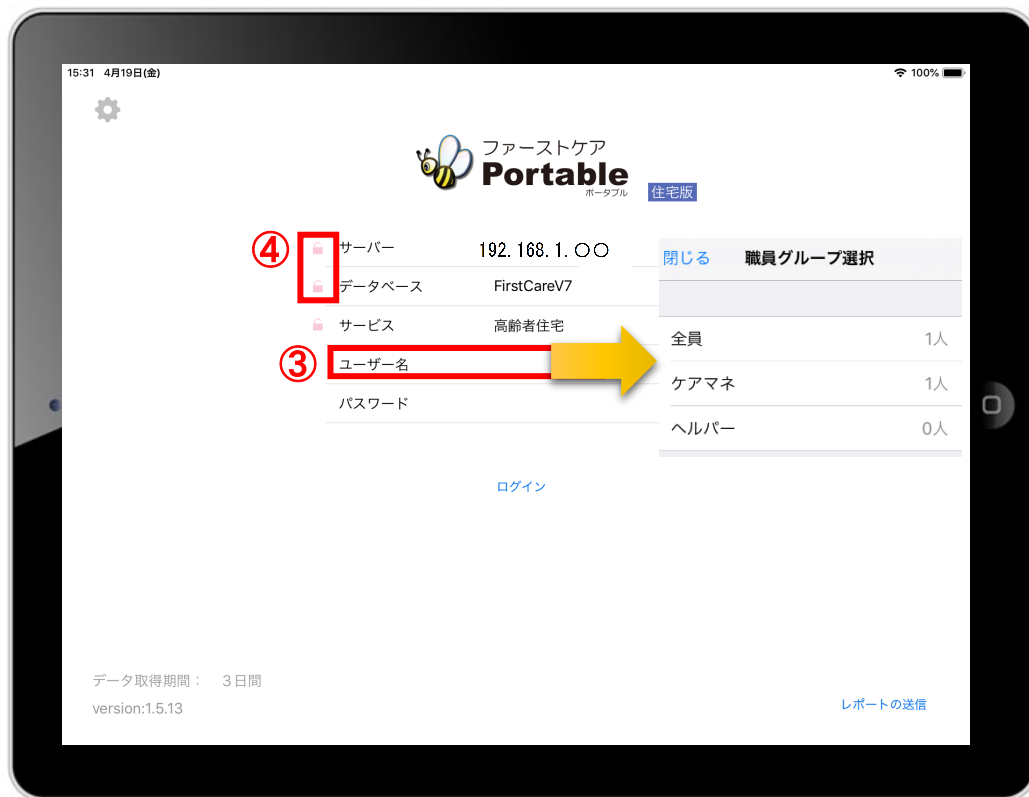 15:31 4月19日(金)
100%
ファーストケア
Portable
ポータブル
住宅版
④
サーバー 192.168.1.〇〇
データベース FirstCareV7
サービス 高齢者住宅
③
ユーザー名
パスワード
ログイン
閉じる 職員グループ選択
全員 1人
ケアマネ 1人
ヘルパー 0人
データ取得期間： 3日間
version:1.5.13
レポートの送信